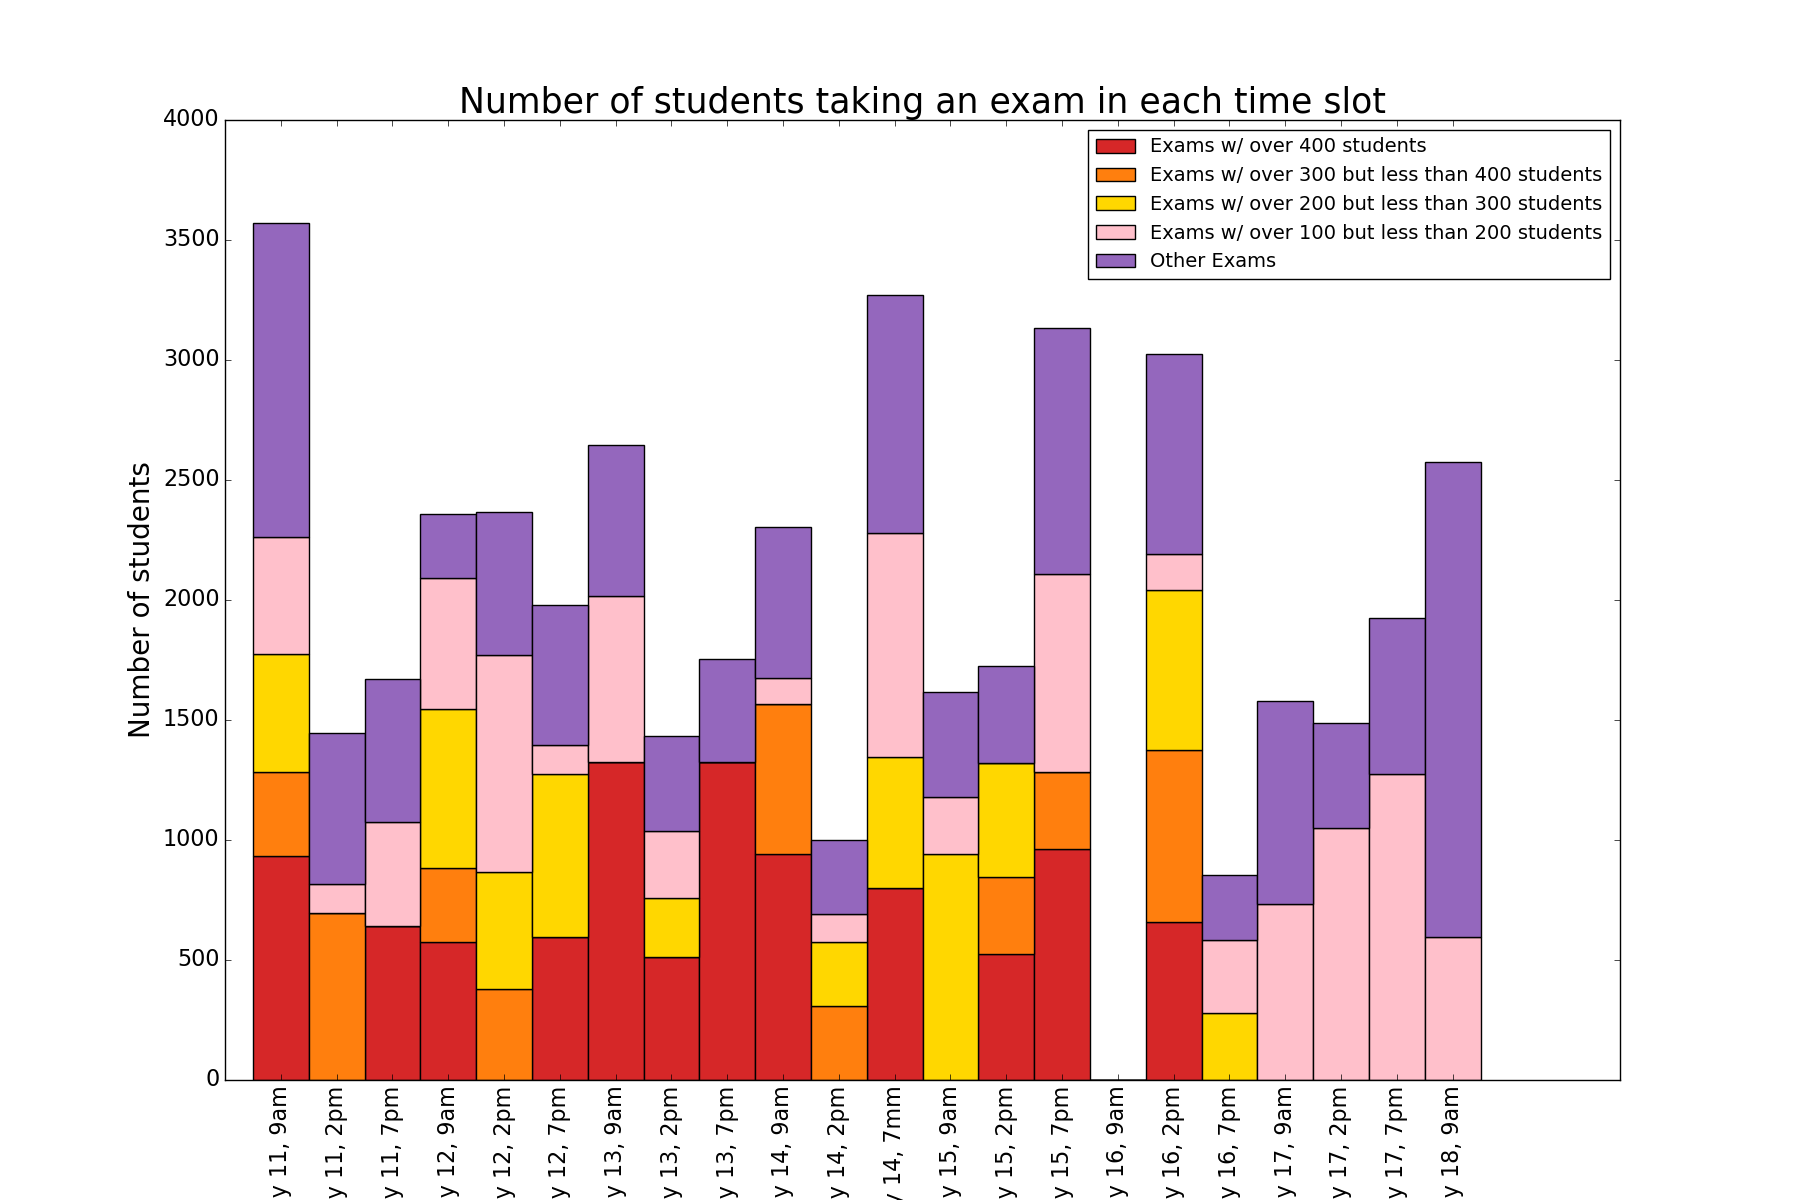 Number of students taking an exam in each time slot
Exams w/ over 400 students
Exams w/ over 300 but less than 400 students
Exams w/ over 200 but less than 300 students
Exams w/ over 100 but less than 200 students
Other Exams
Number of students
4000
3500
3000
2500
2000
1500
1000
500
0
y 11, 9am
y 11, 2pm
y 11, 7pm
y 12, 9am
y 12, 2pm
y 12, 7pm
y 13, 9am
y 13, 2pm
y 13, 7pm
y 14, 9am
y 14, 2pm
y 14, 7mm
y 15, 9am
y 15, 2pm
y 15, 7pm
y 16, 9am
y 16, 2pm
y 16, 7pm
y 17, 9am
y 17, 2pm
y 17, 7pm
y 18, 9am